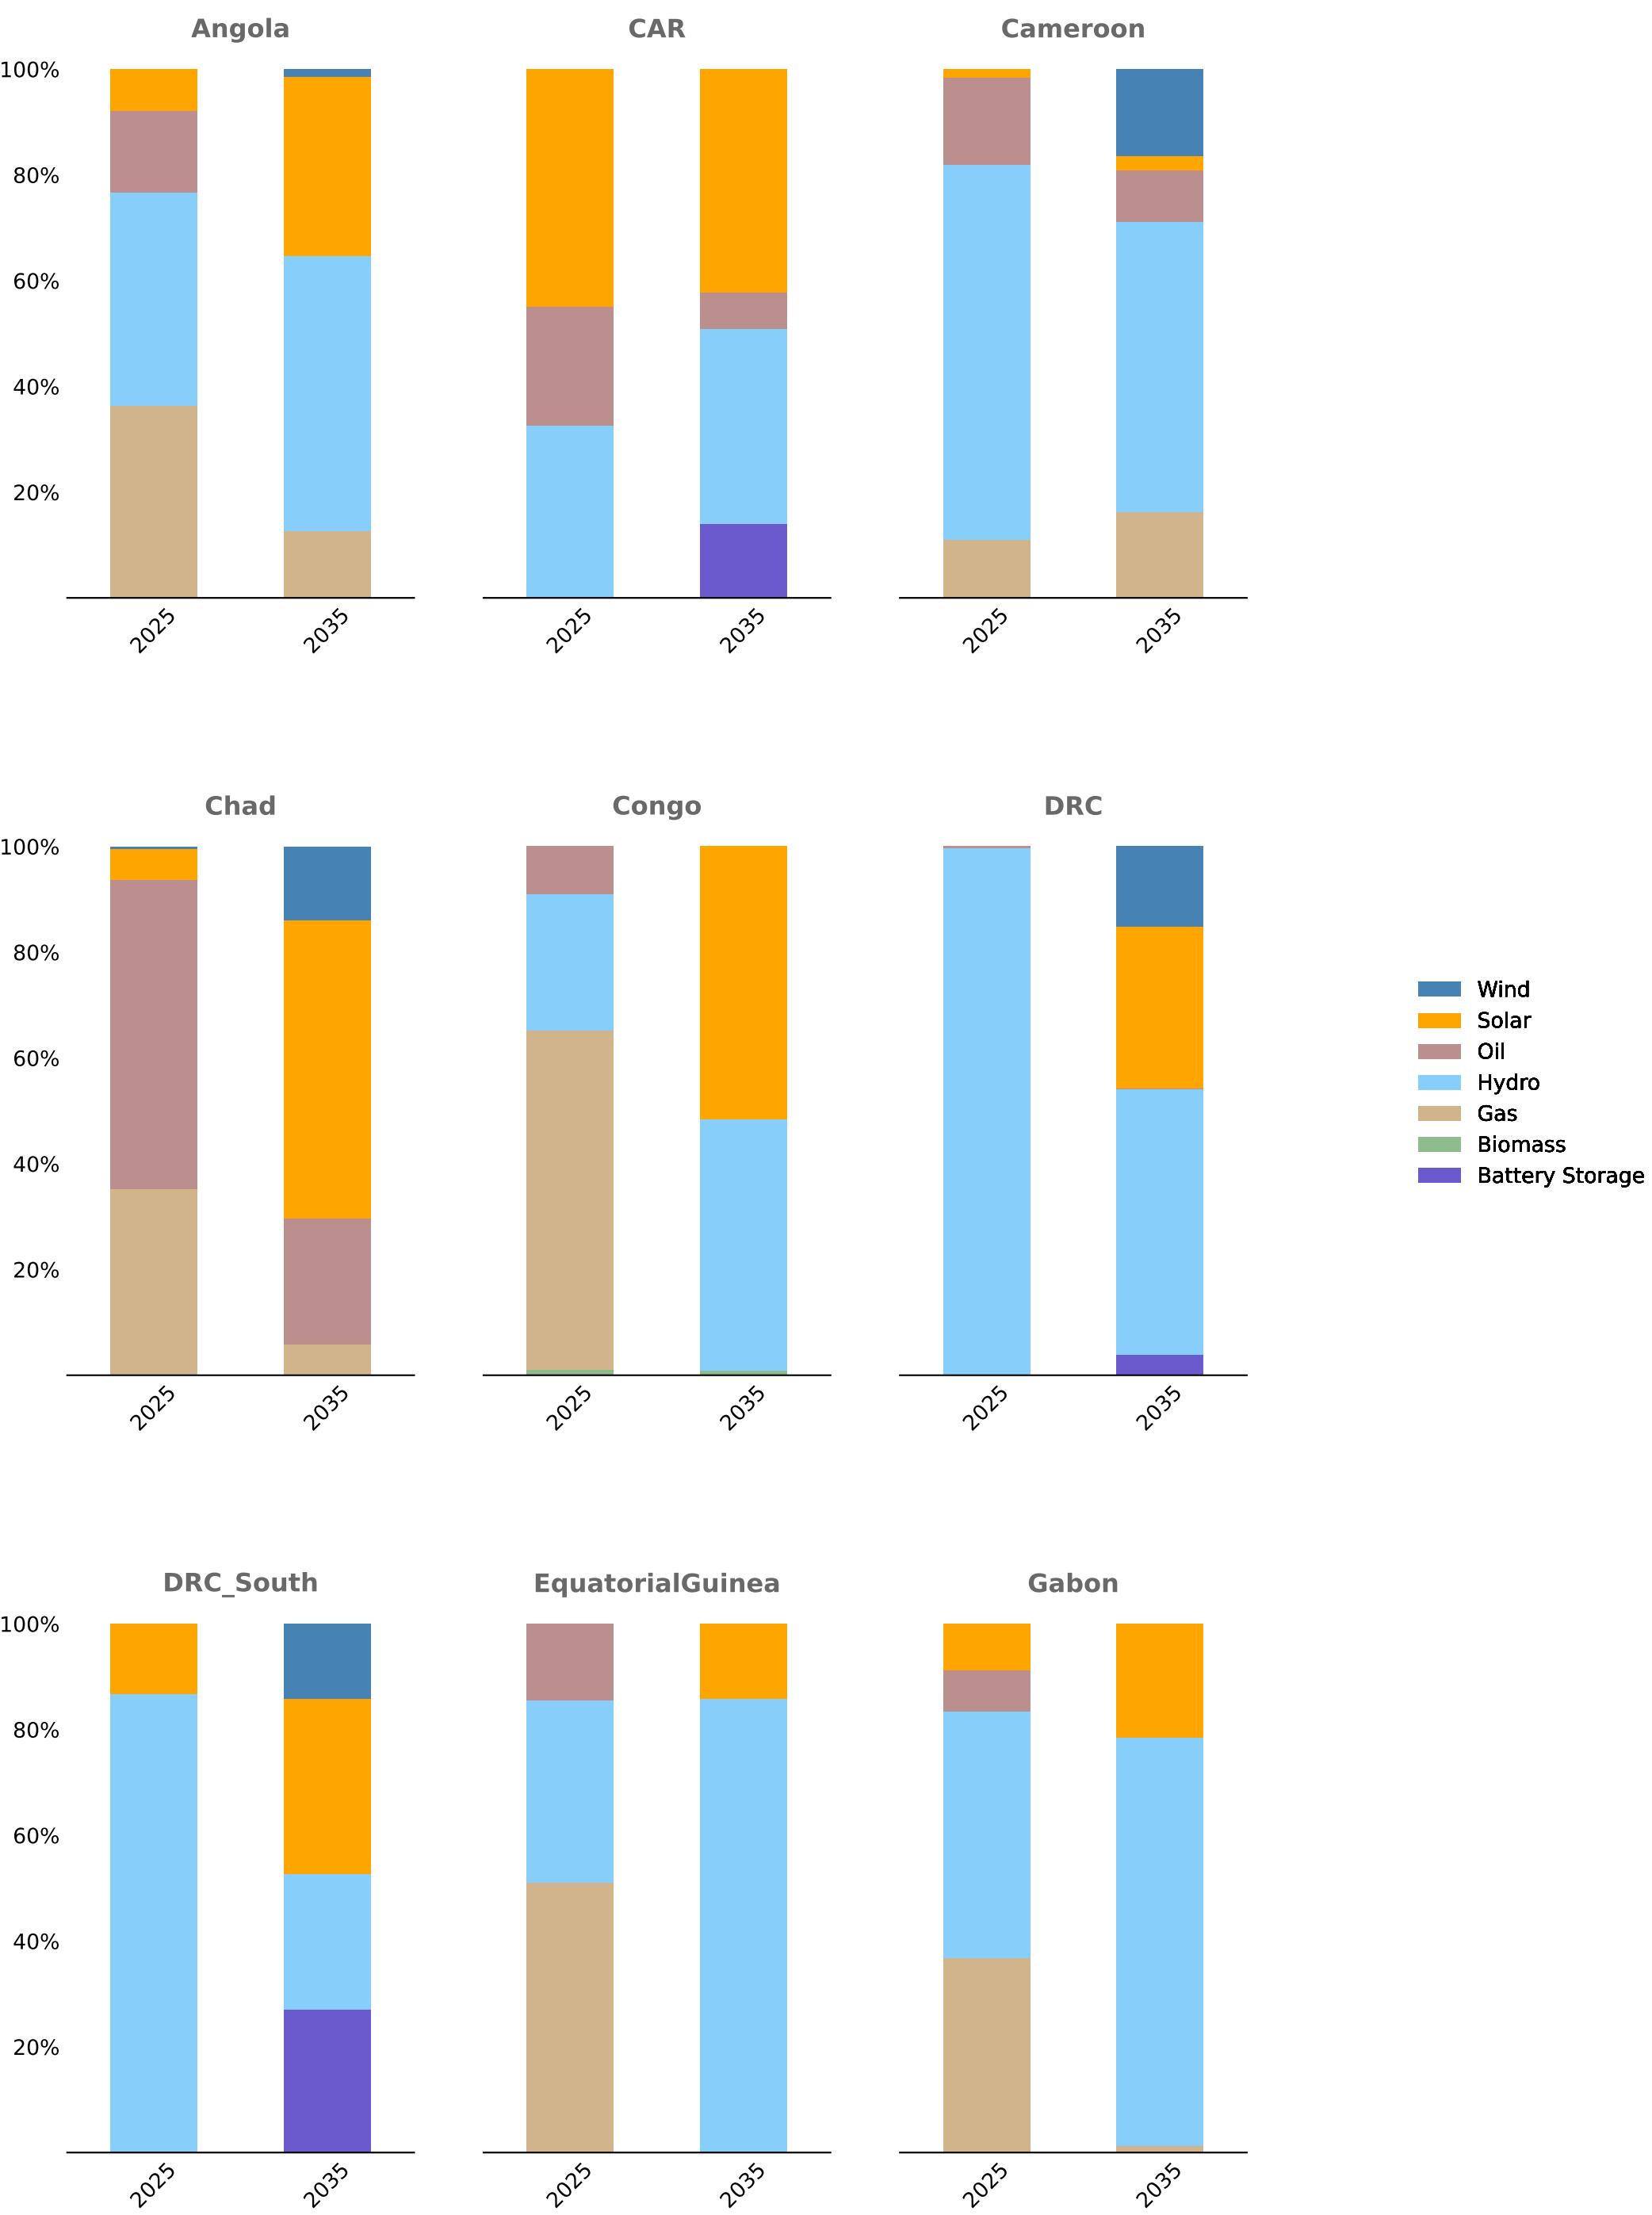 Angola CAR Cameroon
100%
80%
60%
40%
20%
2025 2035 2025 2035 2025 2035
Chad Congo DRC
100%
80%
60%
40%
20%
2025 2035 2025 2035 2025 2035
Wind
Solar
Oil
Hydro
Gas
Biomass
Battery Storage
DRC_South EquatorialGuinea Gabon
100%
80%
60%
40%
20%
2025 2035 2025 2035 2025 2035